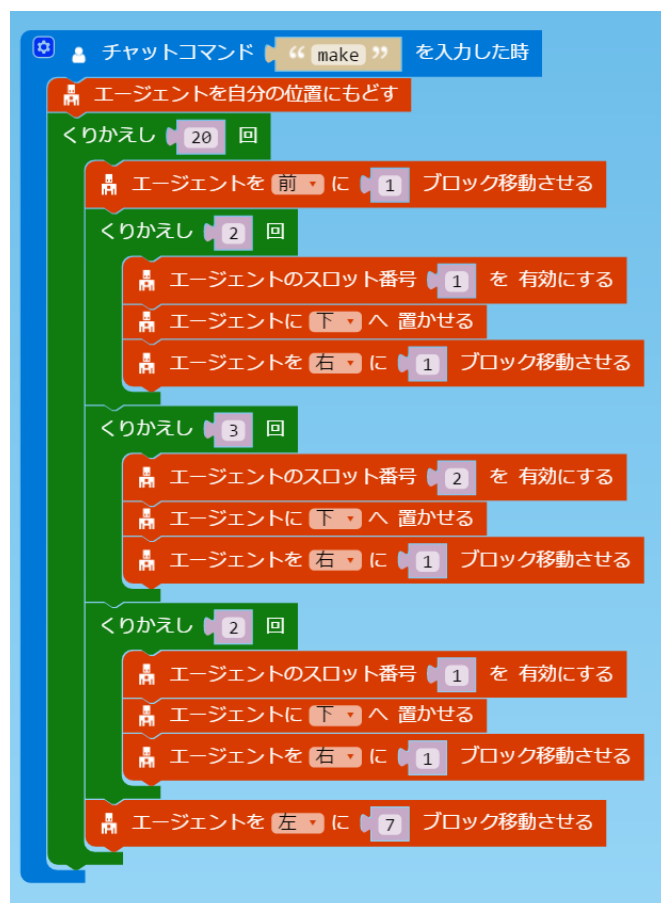 チャットコマンド “ make ” を入力した時
エージェントを自分の位置にもどす
くりかえし 20 回
エージェントを 前 に 1 ブロック移動させる
くりかえし 2 回
エージェントのスロット番号 1 を 有効にする
エージェントに 下 へ 置かせる
エージェントを 右 に 1 ブロック移動させる
くりかえし 3 回
エージェントのスロット番号 2 を 有効にする
エージェントに 下 へ 置かせる
エージェントを 右 に 1 ブロック移動させる
くりかえし 2 回
エージェントのスロット番号 1 を 有効にする
エージェントに 下 へ 置かせる
エージェントを 右 に 1 ブロック移動させる
エージェントを 左 に 7 ブロック移動させる